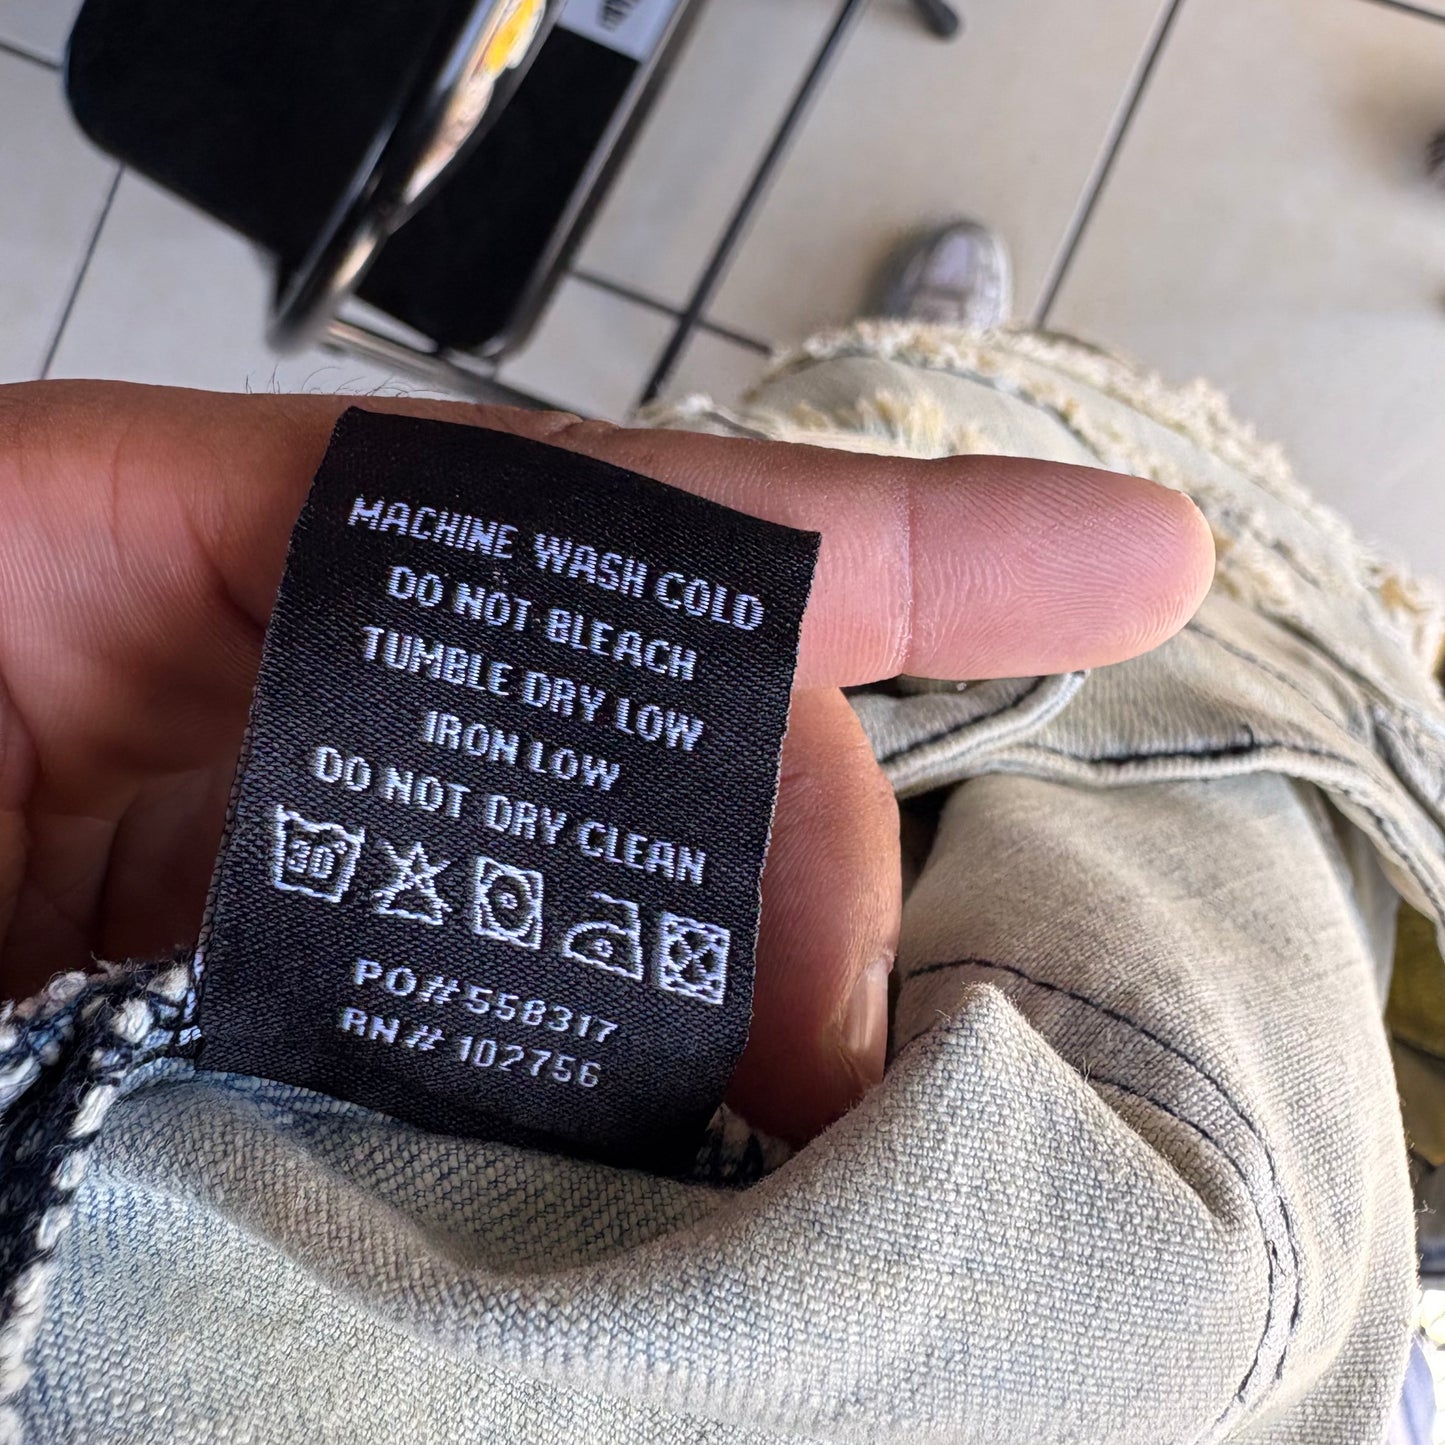 MACHINE WASH COLD
DO NOT BLEACH
TUMBLE DRY LOW
IRON LOW
DO NOT DRY CLEAN
30°
PO# 558317
RN# 102756